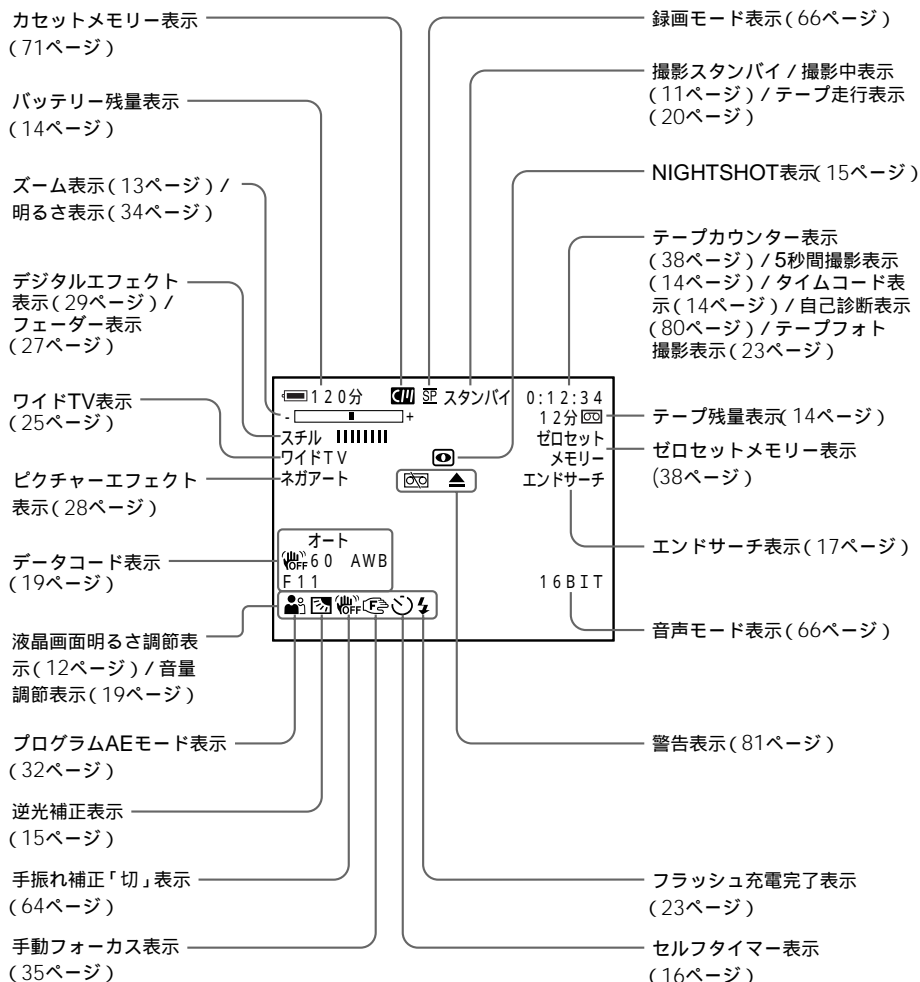 カセットメモリー表示
(71ページ)
バッテリー残量表示
(14ページ)
ズーム表示(13ページ)/
明るさ表示(34ページ)
デジタルエフェクト
表示(29ページ)/
フェーダー表示
(27ページ)
ワイドTV表示
(25ページ)
ピクチャーエフェクト
表示(28ページ)
データコード表示
(19ページ)
液晶画面明るさ調節表
示(12ページ)/音量
調節表示(19ページ)
プログラムAEモード表示
(32ページ)
逆光補正表示
(15ページ)
手振れ補正「切」表示
(64ページ)
手動フォーカス表示
(35ページ)
120分 SP スタンバイ 0:12:34
- + 12分
スチル ゼロセット
ワイドTV メモリー
ネガアート エンドサーチ
オート
OFF 60 AWB
F11 16BIT
OFF F
録画モード表示(66ページ)
撮影スタンバイ/撮影中表示
(11ページ)/テープ走行表示
(20ページ)
NIGHTSHOT表示(15ページ)
テープカウンター表示
(38ページ)/5秒間撮影表示
(14ページ)/タイムコード表
示(14ページ)/自己診断表示
(80ページ)/テープフォト
撮影表示(23ページ)
テープ残量表示(14ページ)
ゼロセットメモリー表示
(38ページ)
エンドサーチ表示(17ページ)
音声モード表示(66ページ)
警告表示(81ページ)
フラッシュ充電完了表示
(23ページ)
セルフタイマー表示
(16ページ)